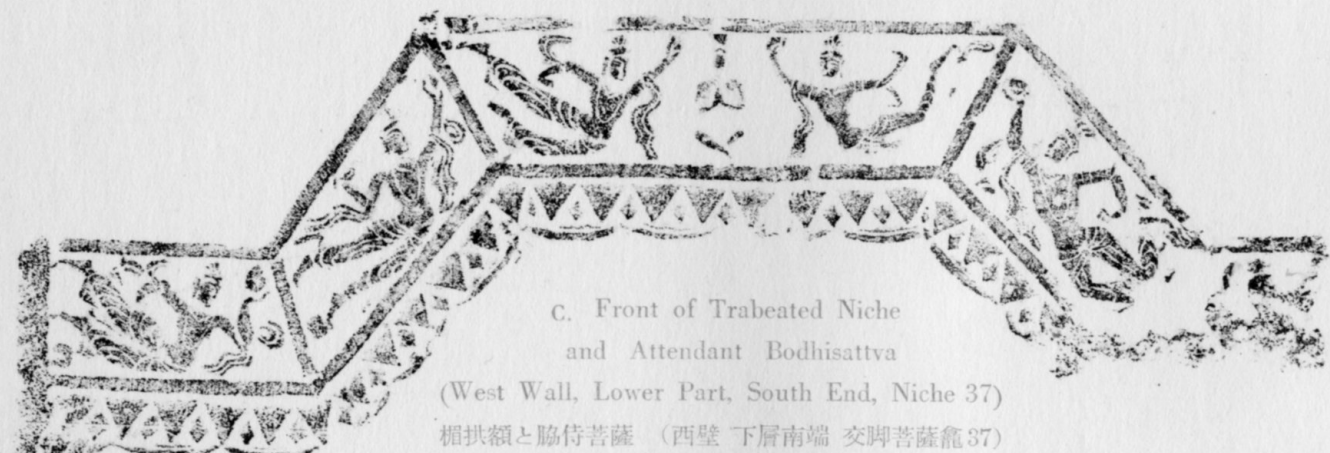 C. Front of Trabeated Niche
and Attendant Bodhisattva
(West Wall, Lower Part, South End, Niche 37)
楣拱額と脇侍菩薩 (西壁 下層南端 交脚菩薩龕37)